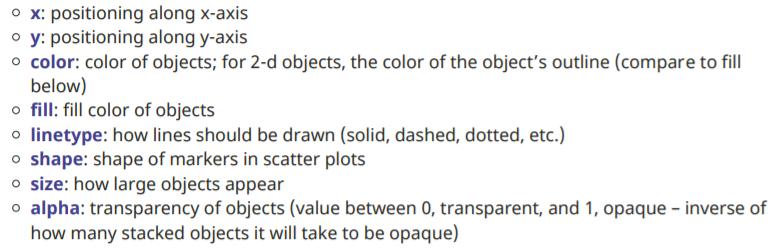 ○ x: positioning along x-axis
○ y: positioning along y-axis
○ color: color of objects; for 2-d objects, the color of the object’s outline (compare to fill
below)
○ fill: fill color of objects
○ linetype: how lines should be drawn (solid, dashed, dotted, etc.)
○ shape: shape of markers in scatter plots
○ size: how large objects appear
○ alpha: transparency of objects (value between 0, transparent, and 1, opaque – inverse of
how many stacked objects it will take to be opaque)